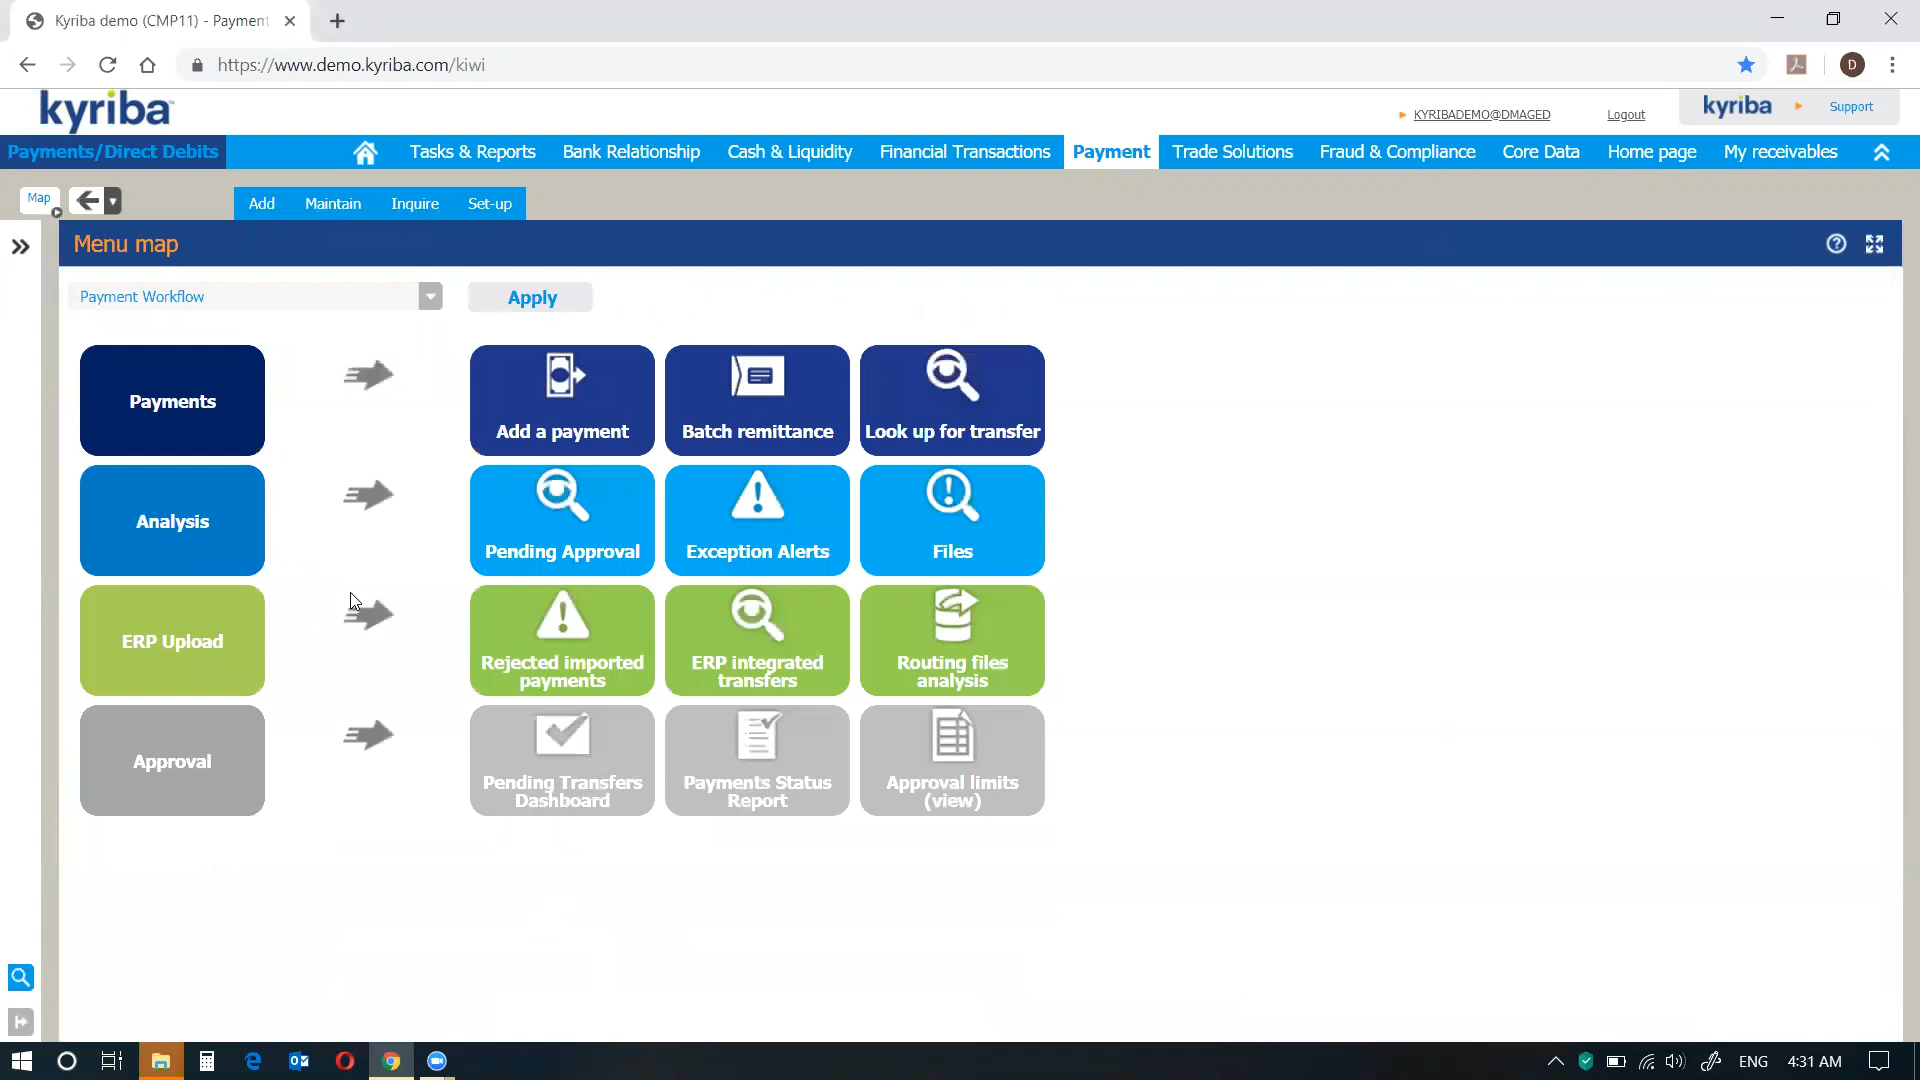 Kyriba demo (CMP11) - Payment
https://www.demo.kyriba.com/kiwi
D
kyriba
KYRIBADEMO@DMAGED
Logout
kyriba
Support
Payments/Direct Debits
Tasks & Reports
Bank Relationship
Cash & Liquidity
Financial Transactions
Payment
Trade Solutions
Fraud & Compliance
Core Data
Home page
My receivables
Map
Add
Maintain
Inquire
Set-up
Menu map
Payment Workflow
Apply
Payments
Add a payment
Batch remittance
Look up for transfer
Analysis
Pending Approval
Exception Alerts
Files
ERP Upload
Rejected imported
payments
ERP integrated
transfers
Routing files
analysis
Approval
Pending Transfers
Dashboard
Payments Status
Report
Approval limits
(view)
ENG
4:31 AM